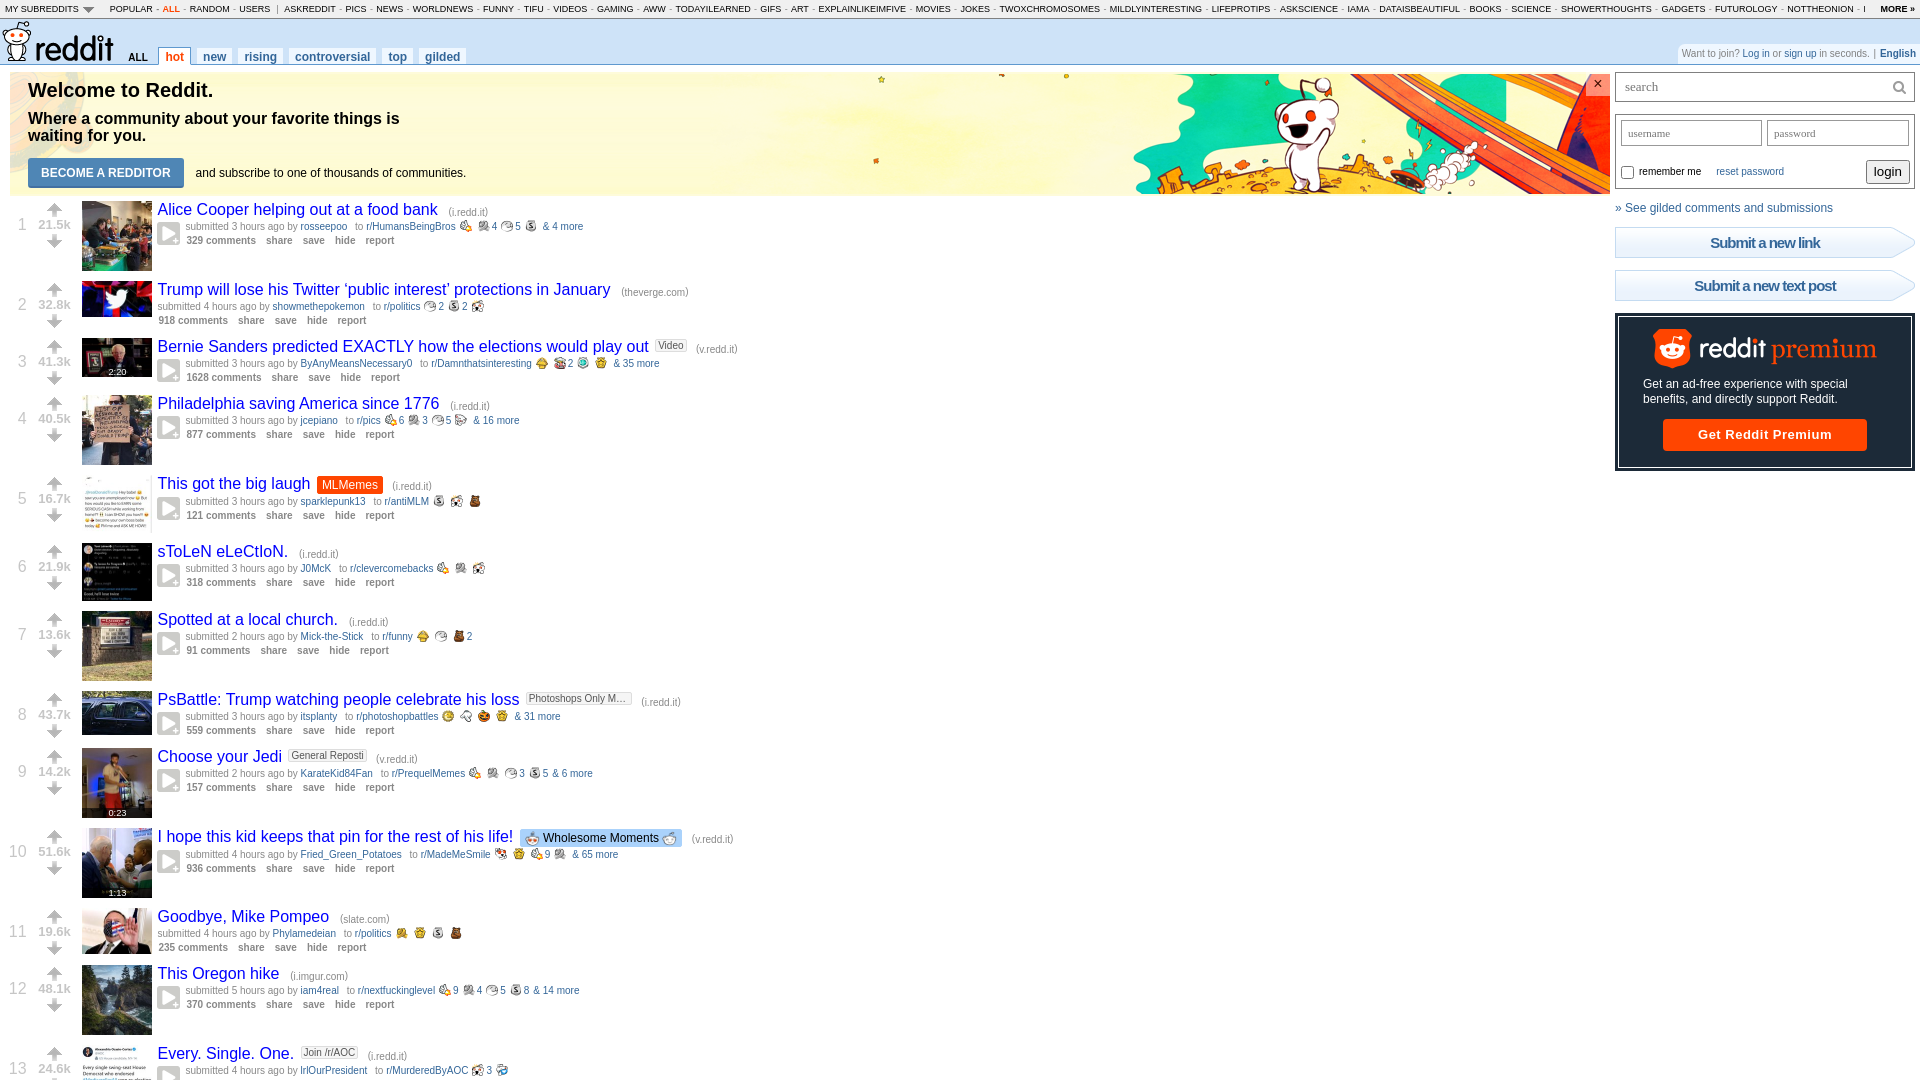 MY SUBREDDITS POPULAR - ALL - RANDOM - USERS | ASKREDDIT - PICS - NEWS - WORLDNEWS - FUNNY - TIFU - VIDEOS - GAMING - AWW - TODAYILEARNED - GIFS - ART - EXPLAINLIKEIMFIVE - MOVIES - JOKES - TWOXCHROMOSOMES - MILDLYINTERESTING - LIFEPROTIPS - ASKSCIENCE - IAMA - DATAISBEAUTIFUL - BOOKS - SCIENCE - SHOWERTHOUGHTS - GADGETS - FUTUROLOGY - NOTTHEONION - MORE »
reddit ALL hot new rising controversial top gilded
Want to join? Log in or sign up in seconds. | English
Welcome to Reddit.
Where a community about your favorite things is
waiting for you.
BECOME A REDDITOR and subscribe to one of thousands of communities.
×
search
username password
remember me reset password login
» See gilded comments and submissions
Submit a new link
Submit a new text post
reddit premium
Get an ad-free experience with special
benefits, and directly support Reddit.
Get Reddit Premium
1 21.5k Alice Cooper helping out at a food bank (i.redd.it)
submitted 3 hours ago by rosseepoo to r/HumansBeingBros 4 5 & 4 more
329 comments share save hide report
2 32.8k Trump will lose his Twitter ‘public interest’ protections in January (theverge.com)
submitted 4 hours ago by showmethepokemon to r/politics 2 2
918 comments share save hide report
3 41.3k Bernie Sanders predicted EXACTLY how the elections would play out Video (v.redd.it)
2:20
submitted 3 hours ago by ByAnyMeansNecessary0 to r/Damnthatsinteresting 2 & 35 more
1628 comments share save hide report
4 40.5k Philadelphia saving America since 1776 (i.redd.it)
submitted 3 hours ago by jcepiano to r/pics 6 3 5 & 16 more
877 comments share save hide report
5 16.7k This got the big laugh MLMemes (i.redd.it)
submitted 3 hours ago by sparklepunk13 to r/antiMLM
121 comments share save hide report
6 21.9k sToLeN eLeCtIoN. (i.redd.it)
submitted 3 hours ago by J0McK to r/clevercomebacks
318 comments share save hide report
7 13.6k Spotted at a local church. (i.redd.it)
submitted 2 hours ago by Mick-the-Stick to r/funny 2
91 comments share save hide report
8 43.7k PsBattle: Trump watching people celebrate his loss Photoshops Only M… (i.redd.it)
submitted 3 hours ago by itsplanty to r/photoshopbattles & 31 more
559 comments share save hide report
9 14.2k Choose your Jedi General Reposti (v.redd.it)
submitted 2 hours ago by KarateKid84Fan to r/PrequelMemes 3 5 & 6 more
157 comments share save hide report
0:23
10 51.6k I hope this kid keeps that pin for the rest of his life! Wholesome Moments (v.redd.it)
submitted 4 hours ago by Fried_Green_Potatoes to r/MadeMeSmile 9 & 65 more
936 comments share save hide report
1:13
11 19.6k Goodbye, Mike Pompeo (slate.com)
submitted 4 hours ago by Phylamedeian to r/politics
235 comments share save hide report
12 48.1k This Oregon hike (i.imgur.com)
submitted 5 hours ago by iam4real to r/nextfuckinglevel 9 4 5 8 & 14 more
370 comments share save hide report
13 24.6k Every. Single. One. Join /r/AOC (i.redd.it)
submitted 4 hours ago by lrlOurPresident to r/MurderedByAOC 3